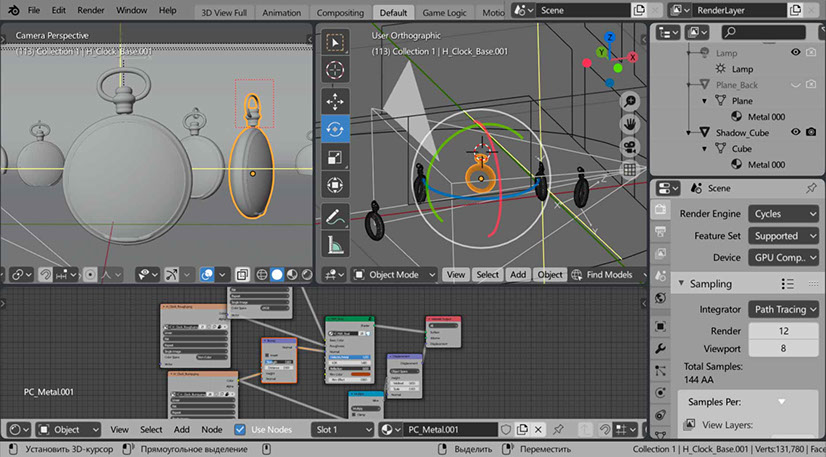 File Edit Render Window Help 3D View Full Animation Compositing Default Game Logic Motio Scene RenderLayer
Camera Perspective
(113) Collection 1 | H_Clock_Base.001
User Orthographic
(113) Collection 1 | H_Clock_Base.001
Z
Y
X
Object Mode View Select Add Object Find Models
Lamp
Lamp
Plane_Back
Plane
Metal 000
Shadow_Cube
Cube
Metal 000
Scene
Render Engine Cycles
Feature Set Supported
Device GPU Comp..
Sampling
Integrator Path Tracing
Render 12
Viewport 8
Total Samples:
144 AA
Samples Per:
View Layers:
PC_Metal.001
Object View Select Add Node Use Nodes Slot 1 PC_Metal.001
Установить 3D-курсор Прямоугольное выделение Выделить Переместить Collection 1 | H_Clock_Base.001 | Verts:131,780 | Face